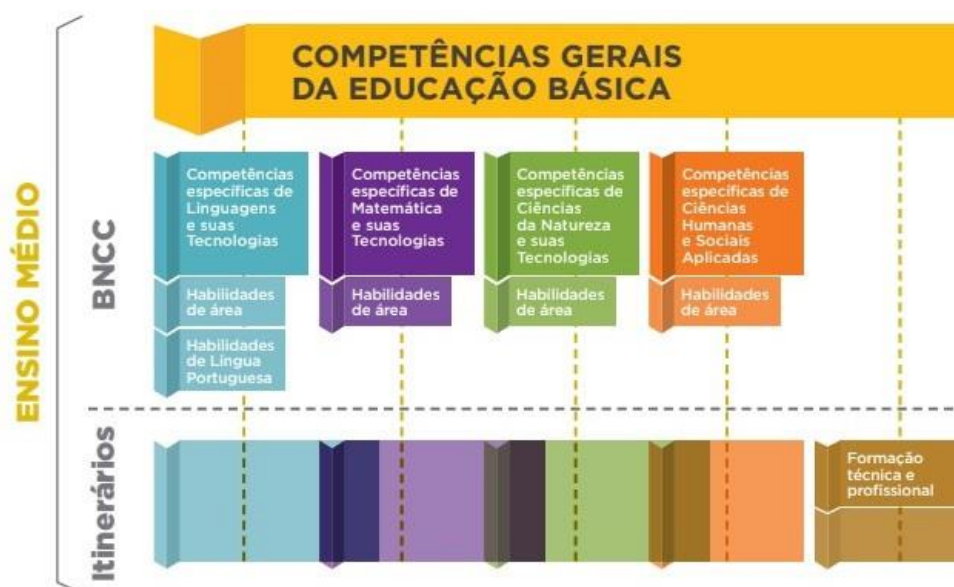 COMPETÊNCIAS GERAIS
DA EDUCAÇÃO BÁSICA
ENSINO MÉDIO
BNCC
Competências
específicas de
Linguagens
e suas
Tecnologias
Habilidades
de área
Habilidades
de Língua
Portuguesa
Competências
específicas de
Matemática
e suas
Tecnologias
Habilidades
de área
Competências
específicas de
Ciências
da Natureza
e suas
Tecnologias
Habilidades
de área
Competências
específicas de
Ciências
Humanas
e Sociais
Aplicadas
Habilidades
de área
Itinerários
Formação
técnica e
profissional